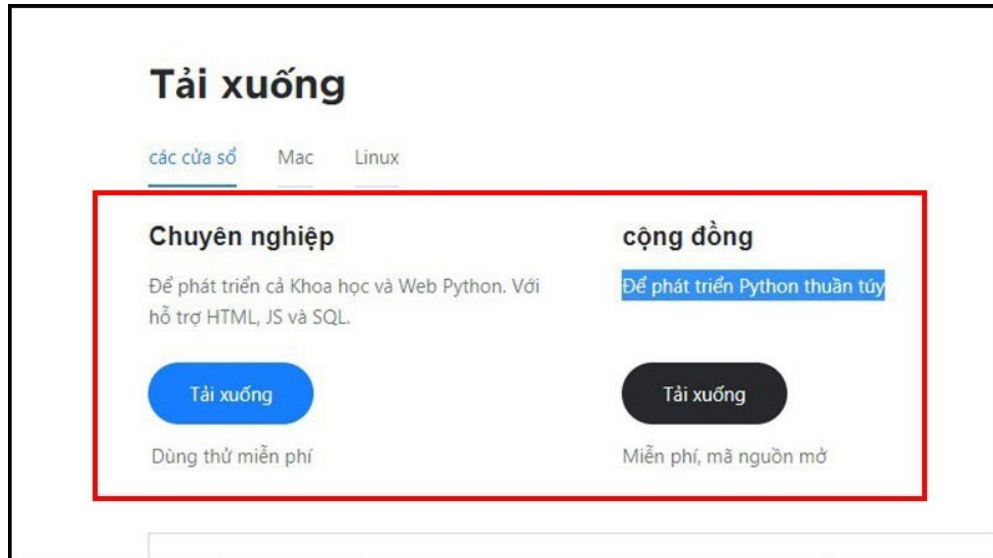 Tải xuống
các cửa sổ Mac Linux
Chuyên nghiệp
Để phát triển cả Khoa học và Web Python. Với
hỗ trợ HTML, JS và SQL.
Tải xuống
Dùng thử miễn phí
cộng đồng
Để phát triển Python thuần túy
Tải xuống
Miễn phí, mã nguồn mở